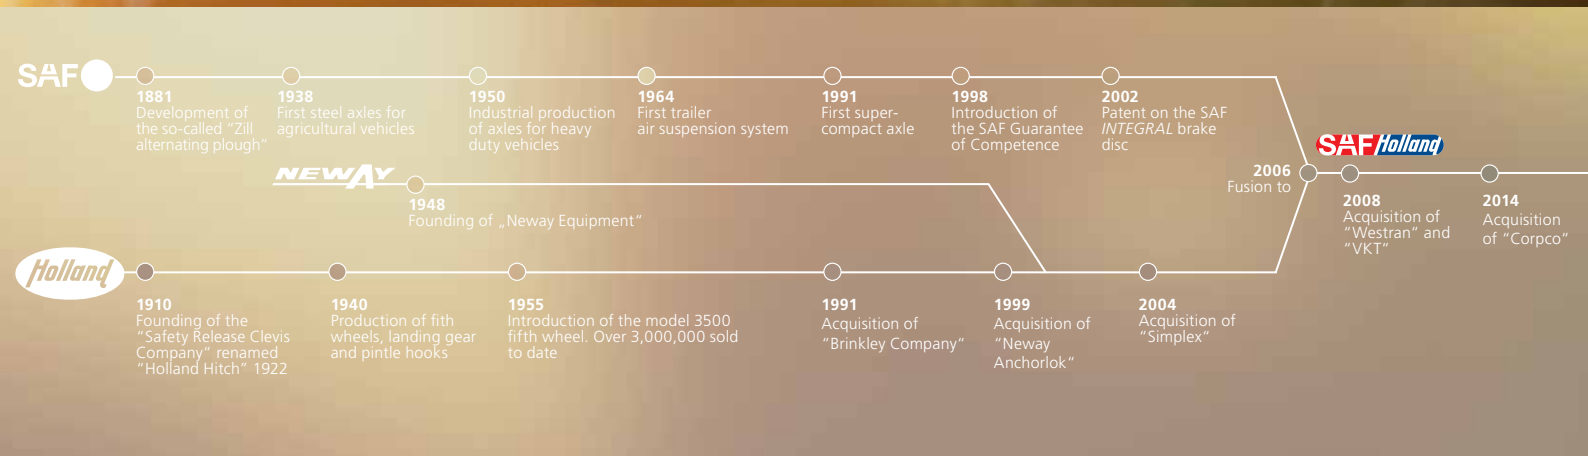 SAF
1881
Development of
the so-called “Zill
alternating plough”
1938
First steel axles for
agricultural vehicles
1950
Industrial production
of axles for heavy
duty vehicles
1964
First trailer
air suspension system
1991
First super-
compact axle
1998
Introduction of
the SAF Guarantee
of Competence
2002
Patent on the SAF
INTEGRAL brake
disc
NEWAY
1948
Founding of „Neway Equipment“
2006
Fusion to
SAF Holland
2008
Acquisition of
“Westran” and
“VKT”
2014
Acquisition
of “Corpco“
Holland
1910
Founding of the
“Safety Release Clevis
Company” renamed
“Holland Hitch” 1922
1940
Production of fith
wheels, landing gear
and pintle hooks
1955
Introduction of the model 3500
fifth wheel. Over 3,000,000 sold
to date
1991
Acquisition of
“Brinkley Company“
1999
Acquisition of
“Neway
Anchorlok“
2004
Acquisition of
“Simplex“